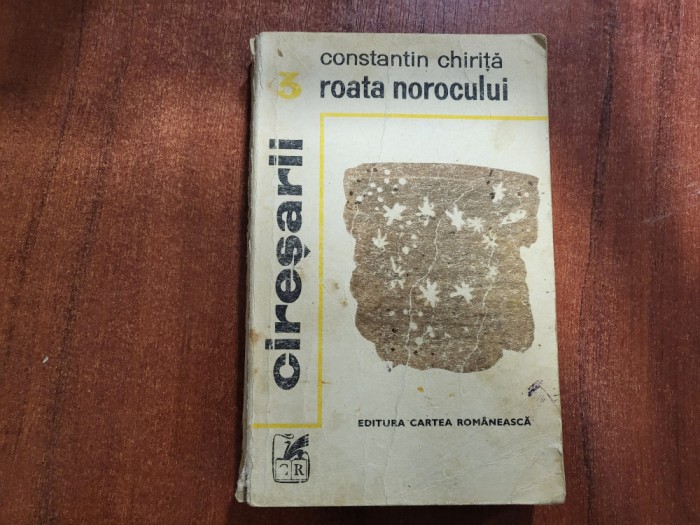 constantin chiriță
3 roata norocului
cireșarii
EDITURA CARTEA ROMÂNEASCĂ
CR